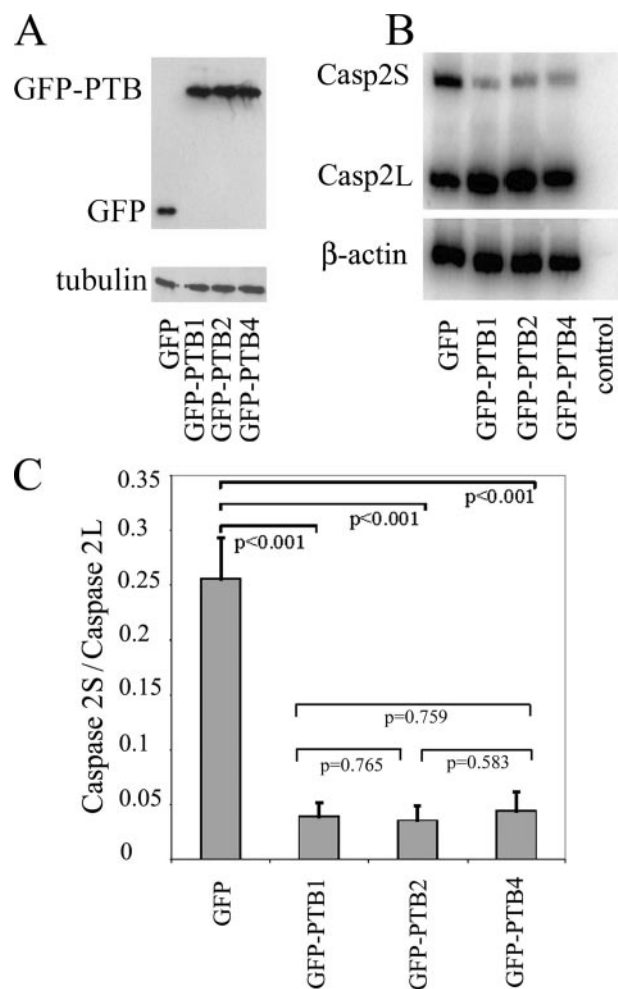 A
GFP-PTB
GFP
tubulin
GFP
GFP-PTB1
GFP-PTB2
GFP-PTB4
B
Casp2S
Casp2L
β-actin
GFP
GFP-PTB1
GFP-PTB2
GFP-PTB4
control
C
Caspase 2S / Caspase 2L
0.35
0.3
0.25
0.2
0.15
0.1
0.05
0
p<0.001
p<0.001
p<0.001
p=0.759
p=0.765
p=0.583
GFP
GFP-PTB1
GFP-PTB2
GFP-PTB4